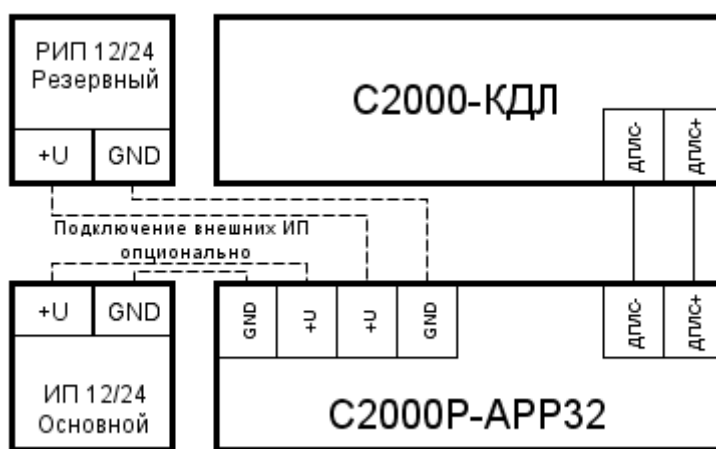 РИП 12/24
Резервный
+U
GND
С2000-КДЛ
ДПЛС-
ДПЛС+
Подключение внешних ИП
опционально
+U
GND
ИП 12/24
Основной
GND
+U
+U
GND
ДПЛС-
ДПЛС+
С2000Р-АРР32